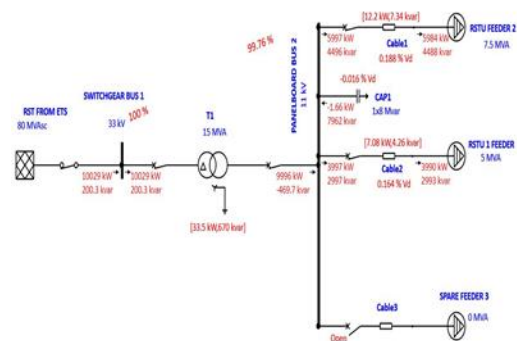 [12.2 kW,7.34 kvar]
5997 kW
4496 kvar
Cable1
0.188 % Vd
5984 kW
4488 kvar
RSTU FEEDER 2
7.5 MVA
99.76 %
PANELBOARD BUS 2
11 kV
-0.016 % Vd
CAP1
1x8 Mvar
-1.66 kW
7962 kvar
RST FROM ETS
80 MVAsc
SWITCHGEAR BUS 1
33 kV
100 %
10029 kW
200.3 kvar
10029 kW
200.3 kvar
T1
15 MVA
[33.5 kW,670 kvar]
9996 kW
-469.7 kvar
[7.08 kW,4.26 kvar]
3997 kW
2997 kvar
Cable2
0.164 % Vd
3990 kW
2993 kvar
RSTU 1 FEEDER
5 MVA
Cable3
Open
SPARE FEEDER 3
0 MVA